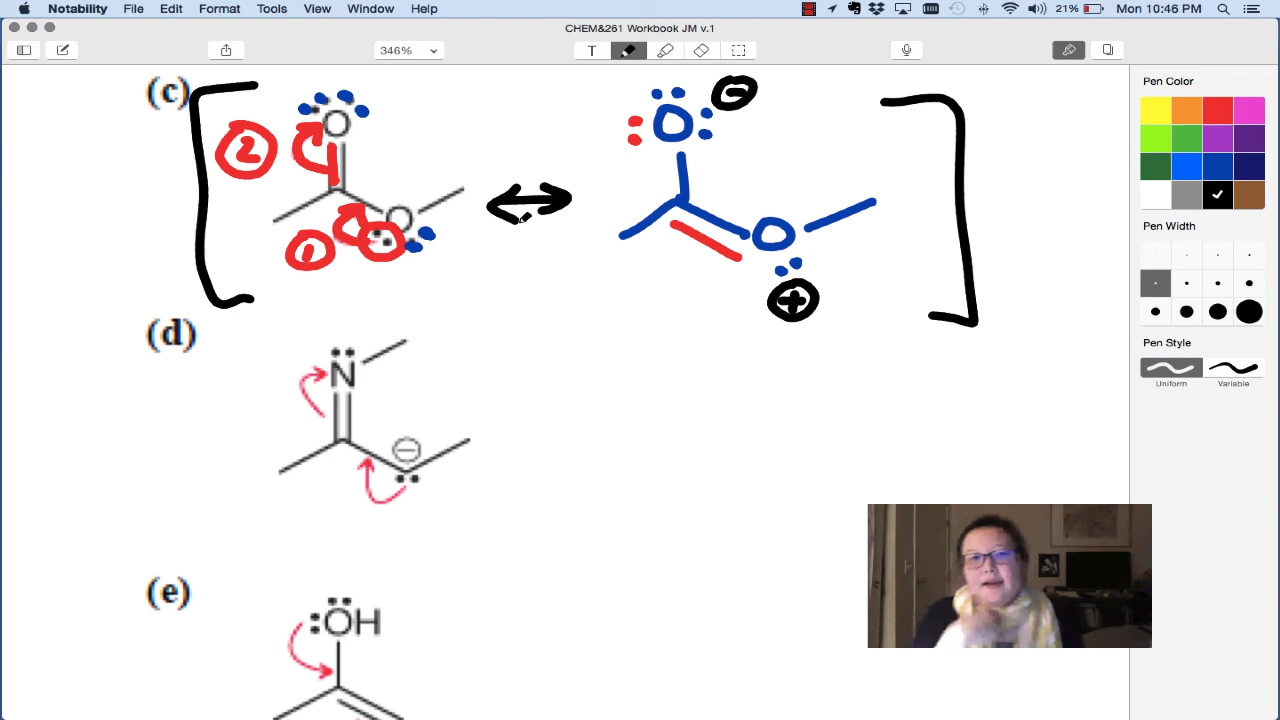 Notability File Edit Format Tools View Window Help 21% Mon 10:46 PM
CHEM&261 Workbook JM v.1
346% T
Pen Color
Pen Width
Pen Style
Uniform Variable
(c)
O
2
O
1
O
⊖
O
⊕
(d)
N
⊖
(e)
OH